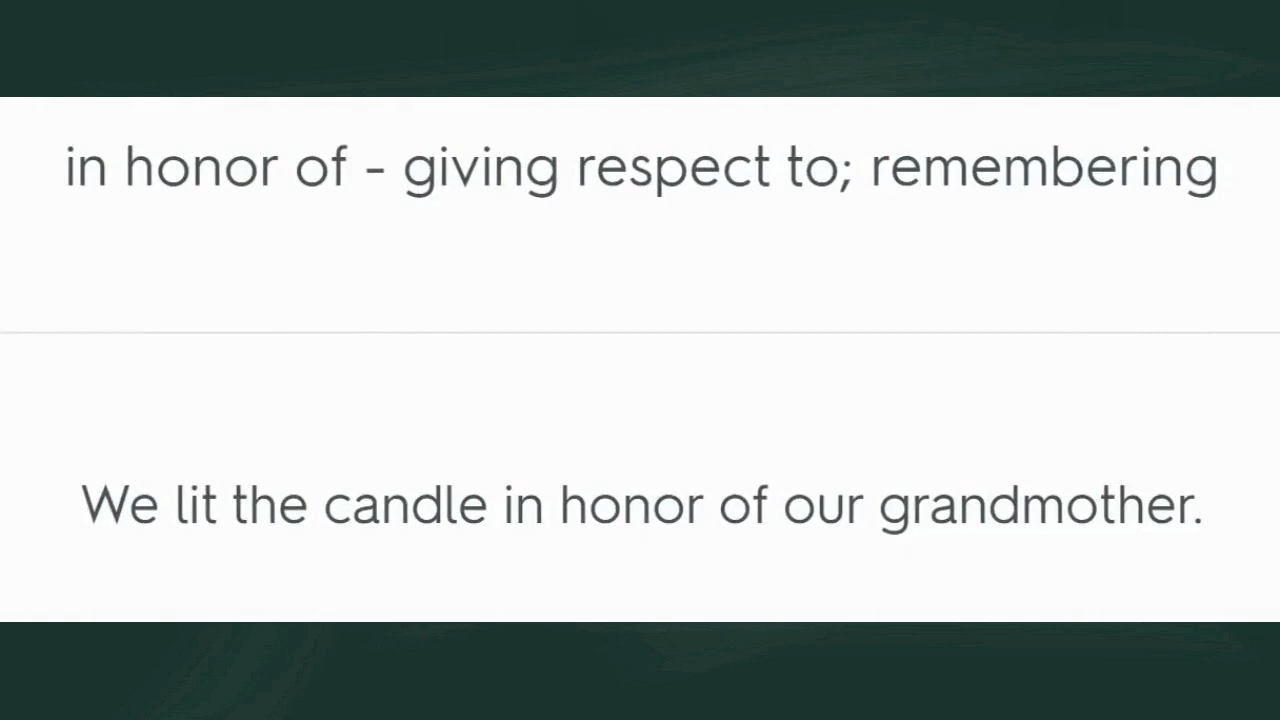 in honor of - giving respect to; remembering
We lit the candle in honor of our grandmother.